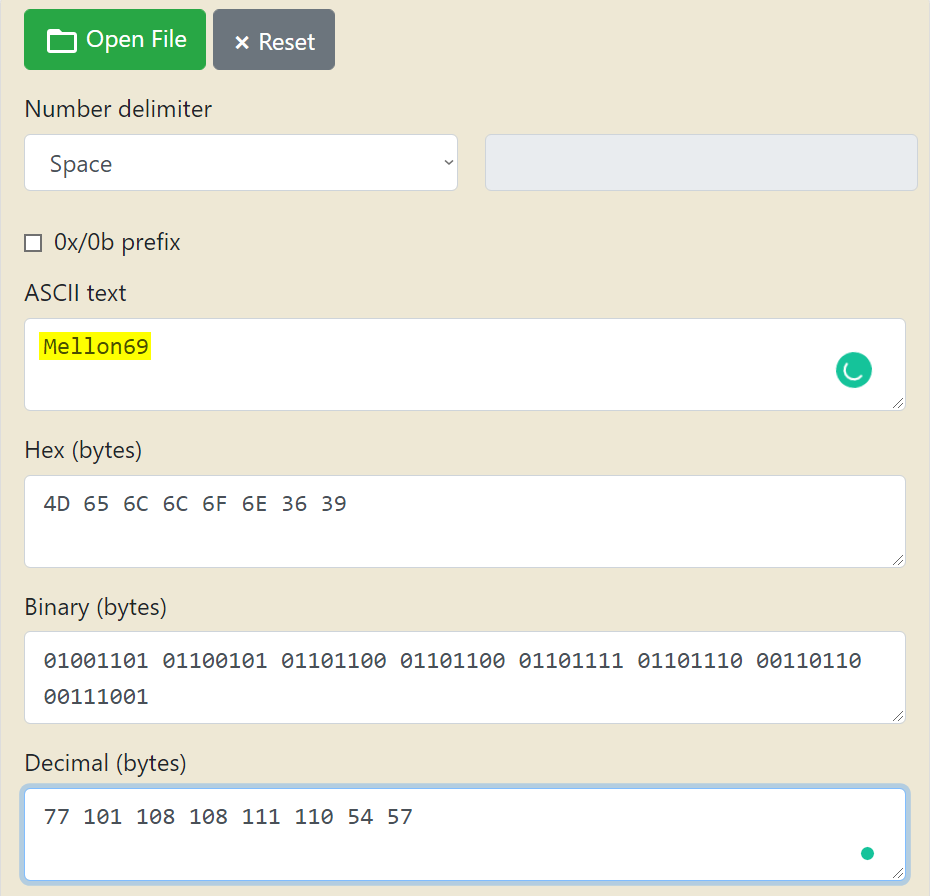 Open File
× Reset
Number delimiter
Space
0x/0b prefix
ASCII text
Mellon69
Hex (bytes)
4D 65 6C 6C 6F 6E 36 39
Binary (bytes)
01001101 01100101 01101100 01101100 01101111 01101110 00110110
00111001
Decimal (bytes)
77 101 108 108 111 110 54 57